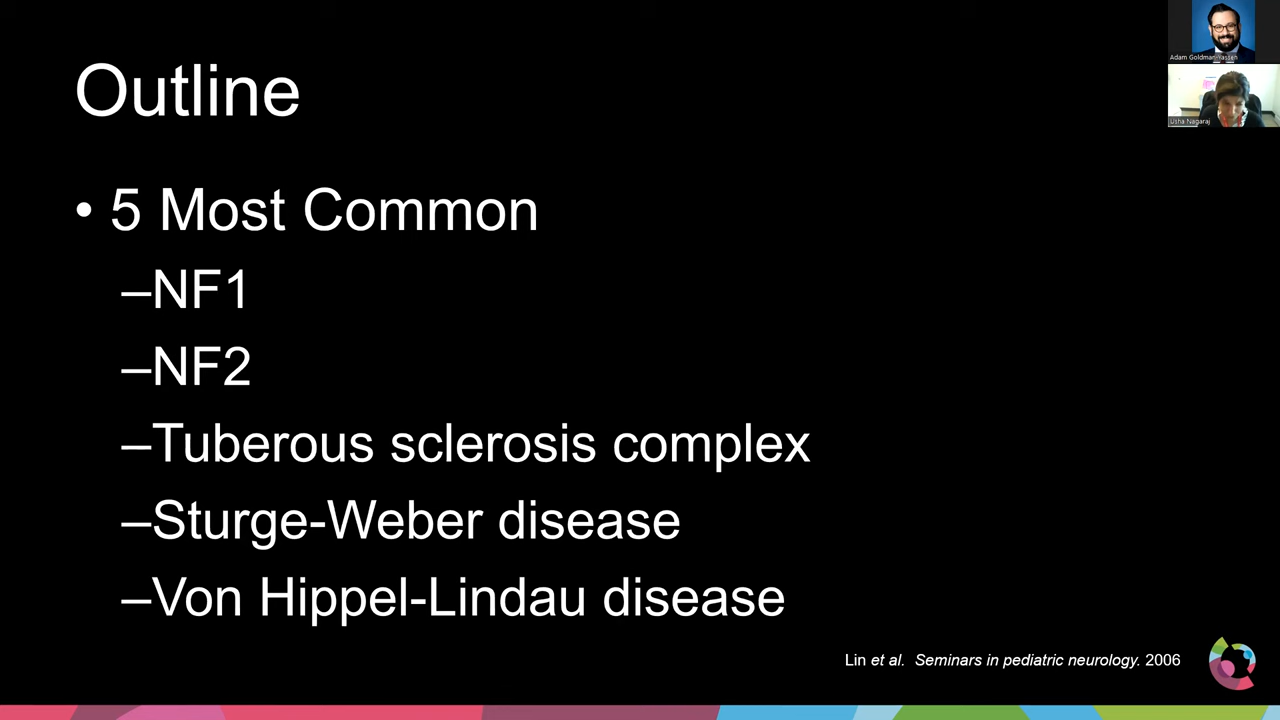 Outline
• 5 Most Common
–NF1
–NF2
–Tuberous sclerosis complex
–Sturge-Weber disease
–Von Hippel-Lindau disease
Lin et al. Seminars in pediatric neurology. 2006
Adam Goldman
Usha Nagaraj